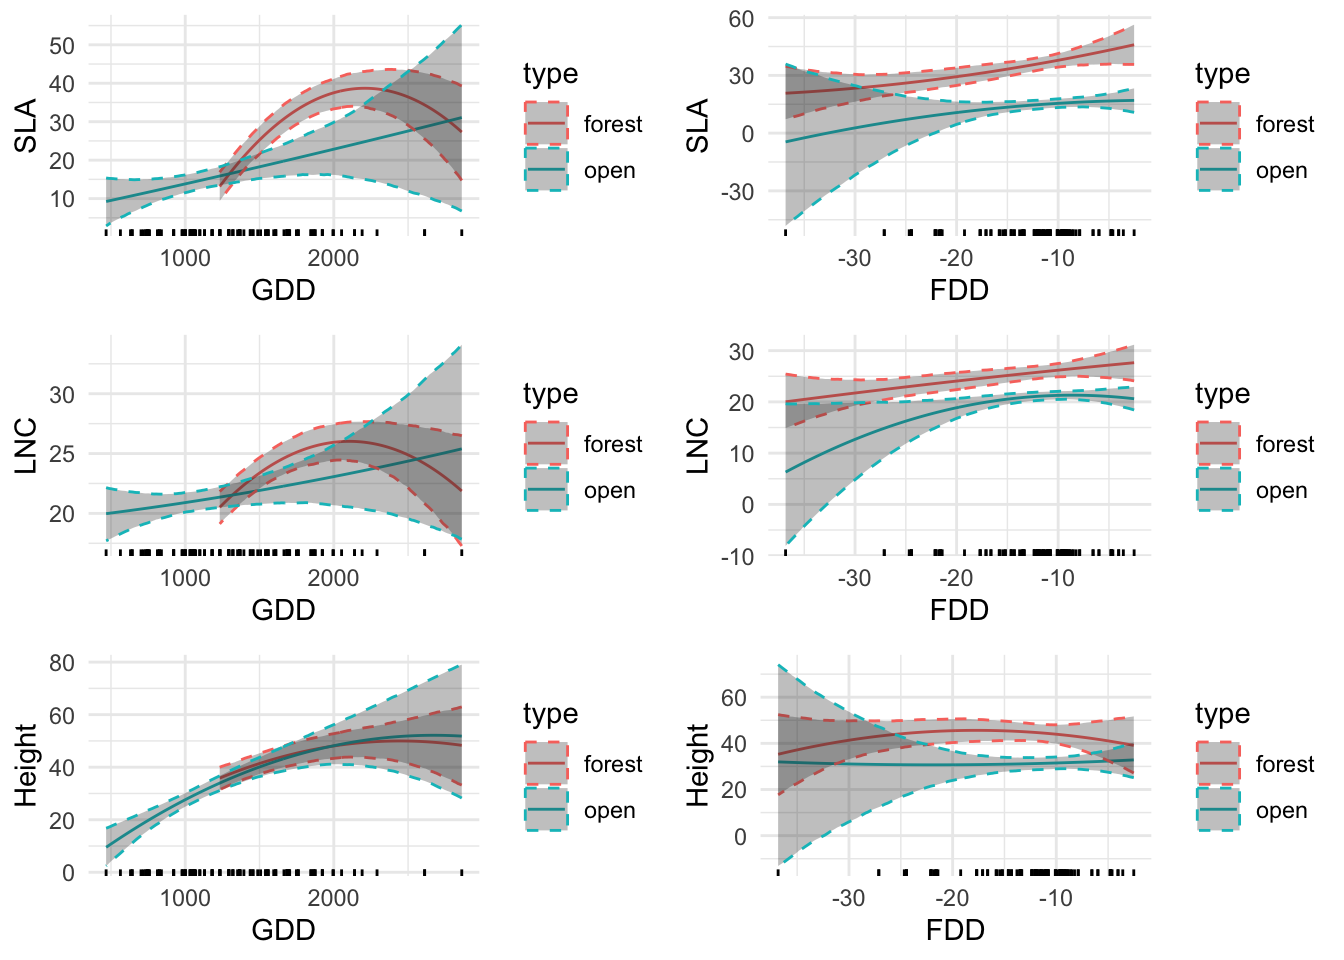 SLA
50
40
30
20
10
1000 2000
GDD
type
forest
open
SLA
60
30
0
-30
-30 -20 -10
FDD
type
forest
open
LNC
30
25
20
1000 2000
GDD
type
forest
open
LNC
30
20
10
0
-10
-30 -20 -10
FDD
type
forest
open
Height
80
60
40
20
0
1000 2000
GDD
type
forest
open
Height
60
40
20
0
-30 -20 -10
FDD
type
forest
open